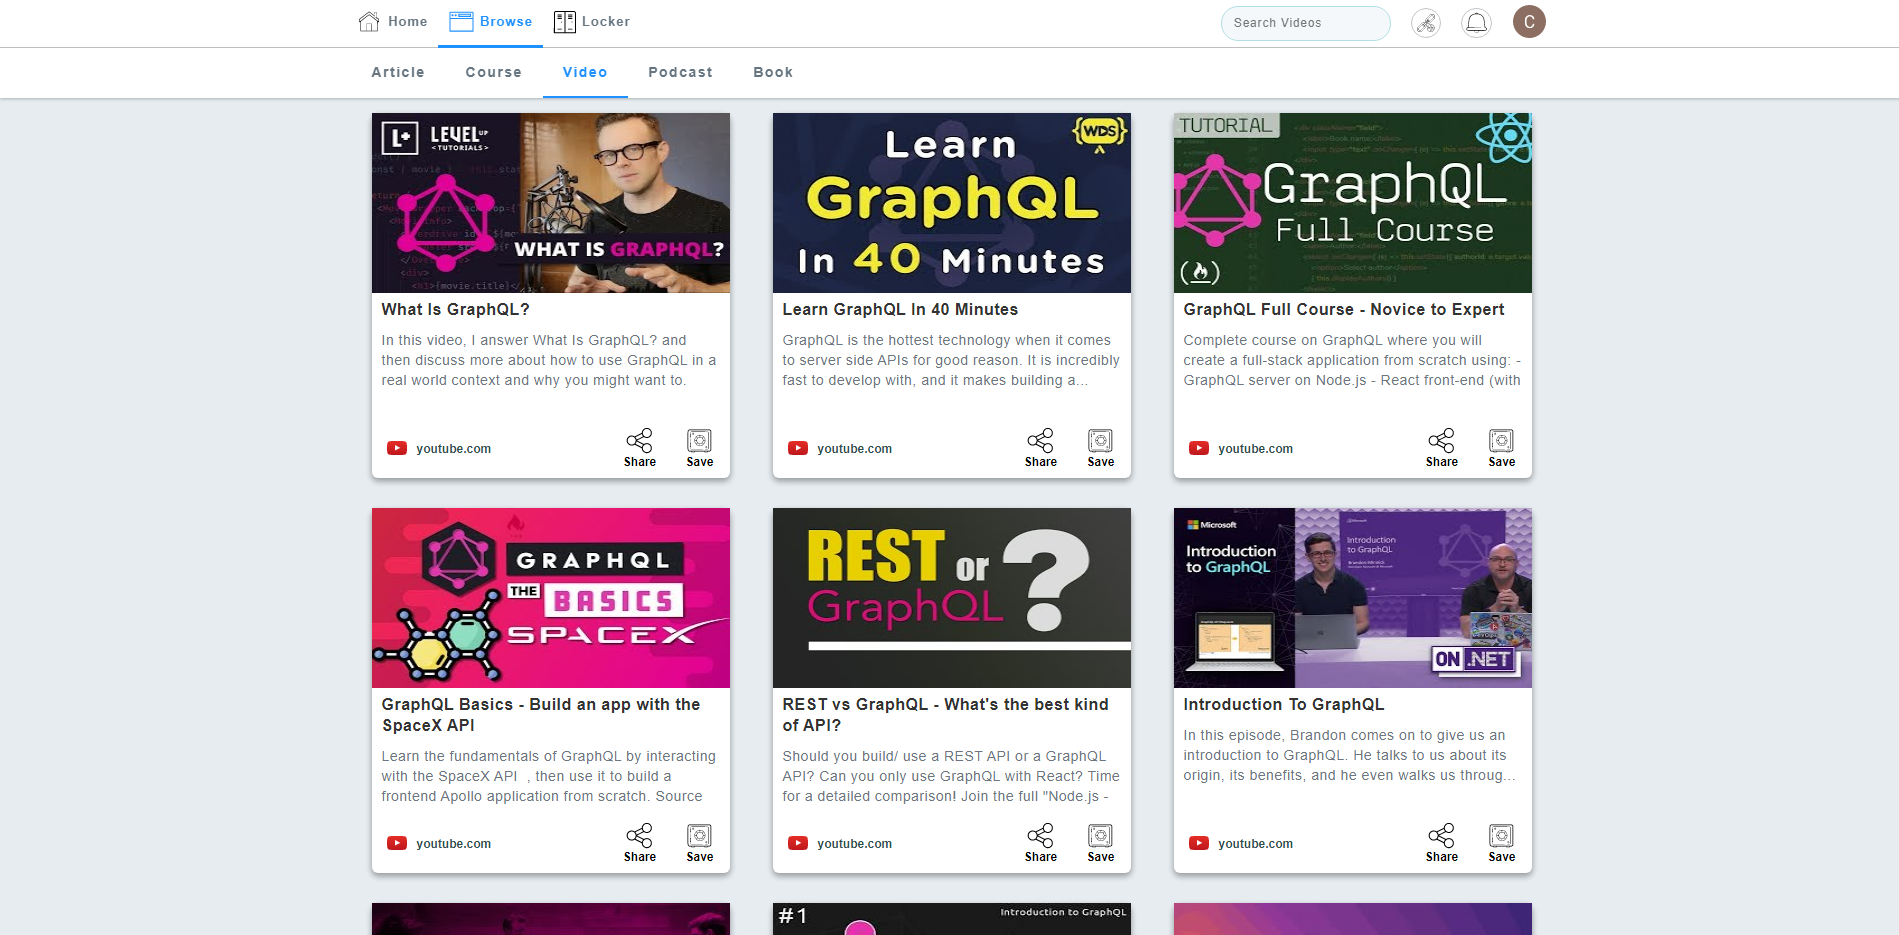 Home
Browse
Locker
Search Videos
C
Article
Course
Video
Podcast
Book
LEVEL UP
<TUTORIALS>
WHAT IS GRAPHQL?
What Is GraphQL?
In this video, I answer What Is GraphQL? and
then discuss more about how to use GraphQL in a
real world context and why you might want to.
youtube.com
Share
Save
{WDS}
Learn
GraphQL
In 40 Minutes
Learn GraphQL In 40 Minutes
GraphQL is the hottest technology when it comes
to server side APIs for good reason. It is incredibly
fast to develop with, and it makes building a...
youtube.com
Share
Save
TUTORIAL
GraphQL
Full Course
GraphQL Full Course - Novice to Expert
Complete course on GraphQL where you will
create a full-stack application from scratch using: -
GraphQL server on Node.js - React front-end (with
youtube.com
Share
Save
GRAPHQL
THE BASICS
SPACEX
GraphQL Basics - Build an app with the
SpaceX API
Learn the fundamentals of GraphQL by interacting
with the SpaceX API , then use it to build a
frontend Apollo application from scratch. Source
youtube.com
Share
Save
REST or ?
GraphQL
REST vs GraphQL - What's the best kind
of API?
Should you build/ use a REST API or a GraphQL
API? Can you only use GraphQL with React? Time
for a detailed comparison! Join the full "Node.js -
youtube.com
Share
Save
Microsoft
Introduction
to GraphQL
Introduction
to GraphQL
ON .NET
Introduction To GraphQL
In this episode, Brandon comes on to give us an
introduction to GraphQL. He talks to us about its
origin, its benefits, and he even walks us throug...
youtube.com
Share
Save
#1
Introduction to GraphQL